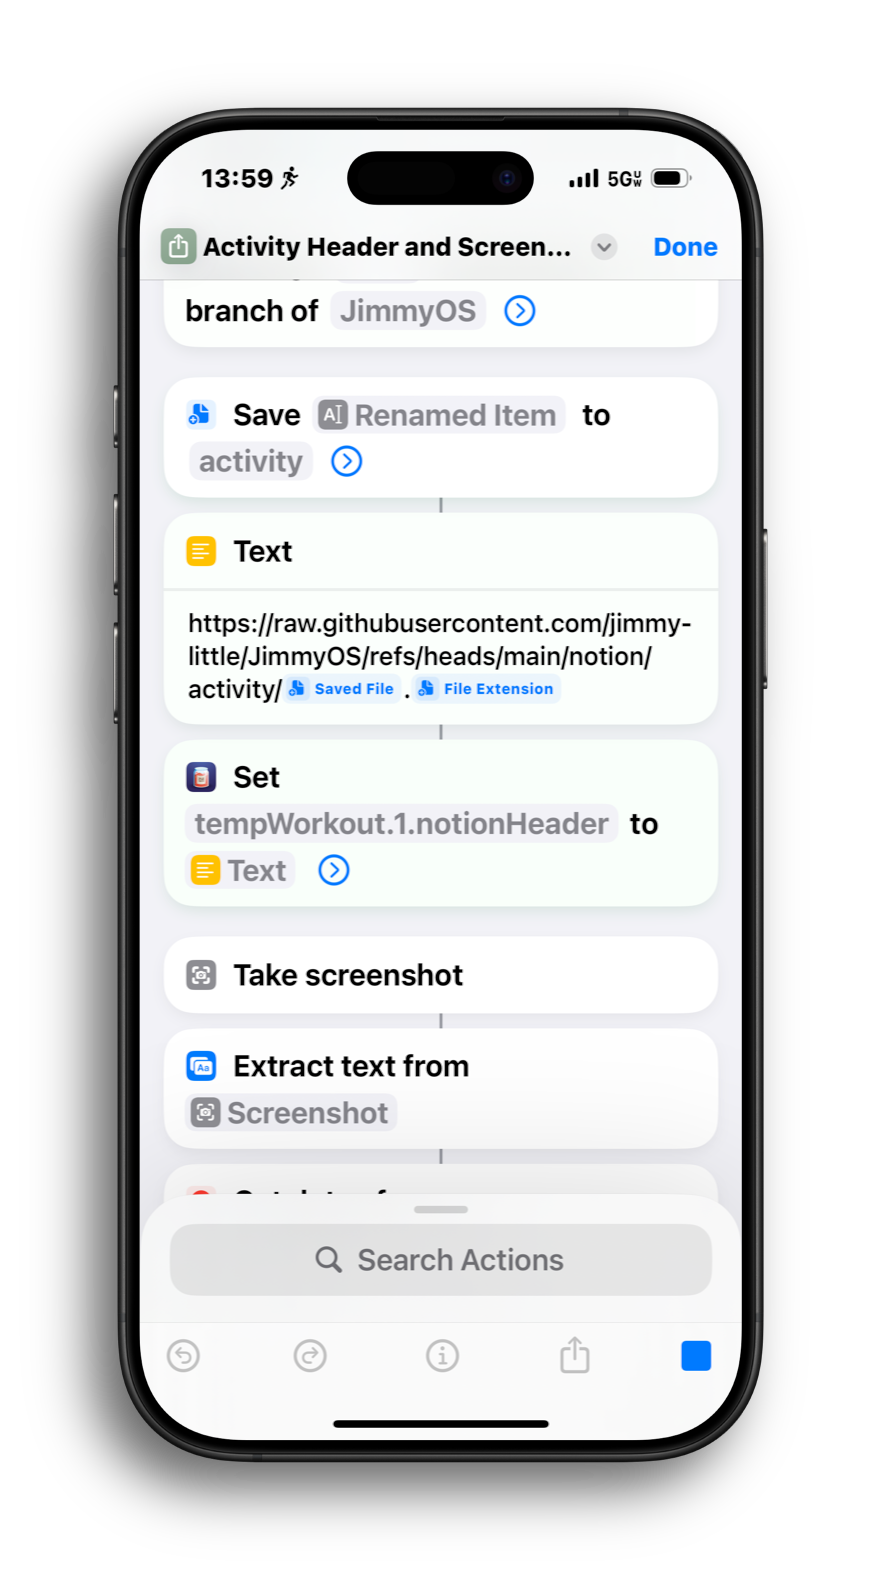 13:59 5G
Activity Header and Screen... Done
branch of JimmyOS
Save Renamed Item to
activity
Text
https://raw.githubusercontent.com/jimmy-
little/JimmyOS/refs/heads/main/notion/
activity/ Saved File . File Extension
Set
tempWorkout.1.notionHeader to
Text
Take screenshot
Extract text from
Screenshot
Search Actions